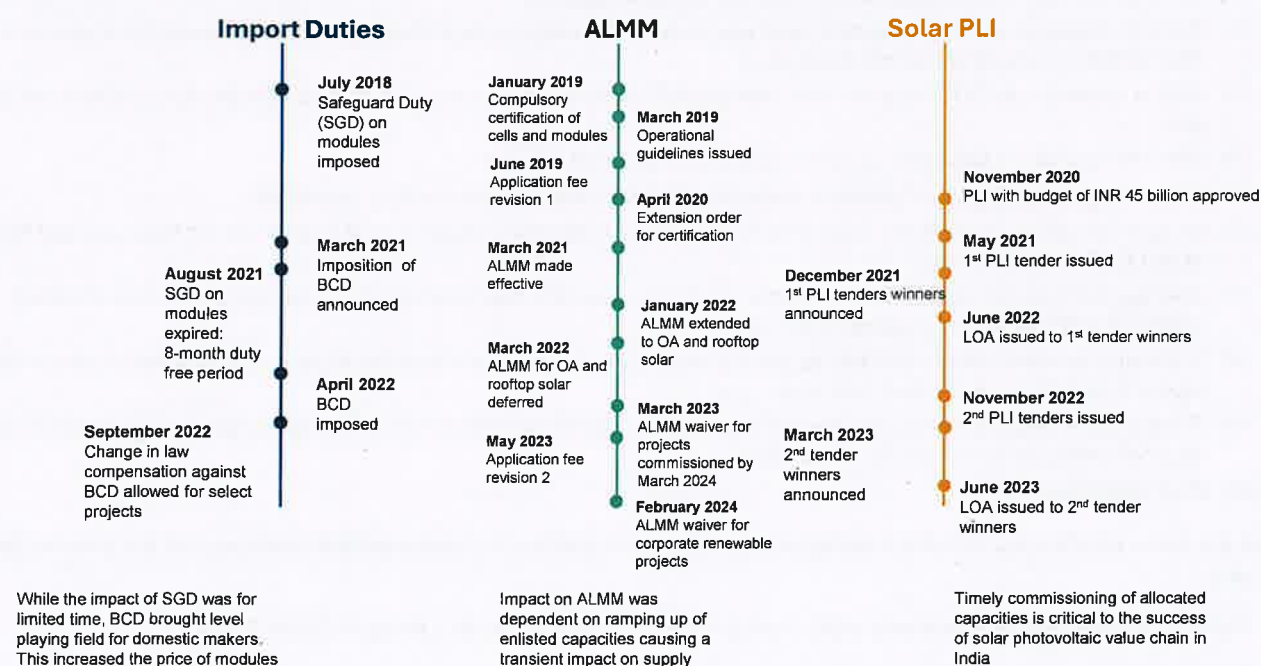 Import Duties
July 2018
Safeguard Duty
(SGD) on
modules
imposed
March 2021
Imposition of
BCD
announced
August 2021
SGD on
modules
expired:
8-month duty
free period
April 2022
BCD
imposed
September 2022
Change in law
compensation against
BCD allowed for select
projects
While the impact of SGD was for
limited time, BCD brought level
playing field for domestic makers.
This increased the price of modules
ALMM
January 2019
Compulsory
certification of
cells and modules
March 2019
Operational
guidelines issued
June 2019
Application fee
revision 1
April 2020
Extension order
for certification
March 2021
ALMM made
effective
January 2022
ALMM extended
to OA and rooftop
solar
March 2022
ALMM for OA and
rooftop solar
deferred
March 2023
ALMM waiver for
projects
commissioned by
March 2024
May 2023
Application fee
revision 2
February 2024
ALMM waiver for
corporate renewable
projects
Impact on ALMM was
dependent on ramping up of
enlisted capacities causing a
transient impact on supply
Solar PLI
November 2020
PLI with budget of INR 45 billion approved
May 2021
1st PLI tender issued
December 2021
1st PLI tenders winners
announced
June 2022
LOA issued to 1st tender winners
November 2022
2nd PLI tenders issued
March 2023
2nd tender
winners
announced
June 2023
LOA issued to 2nd tender
winners
Timely commissioning of allocated
capacities is critical to the success
of solar photovoltaic value chain in
India